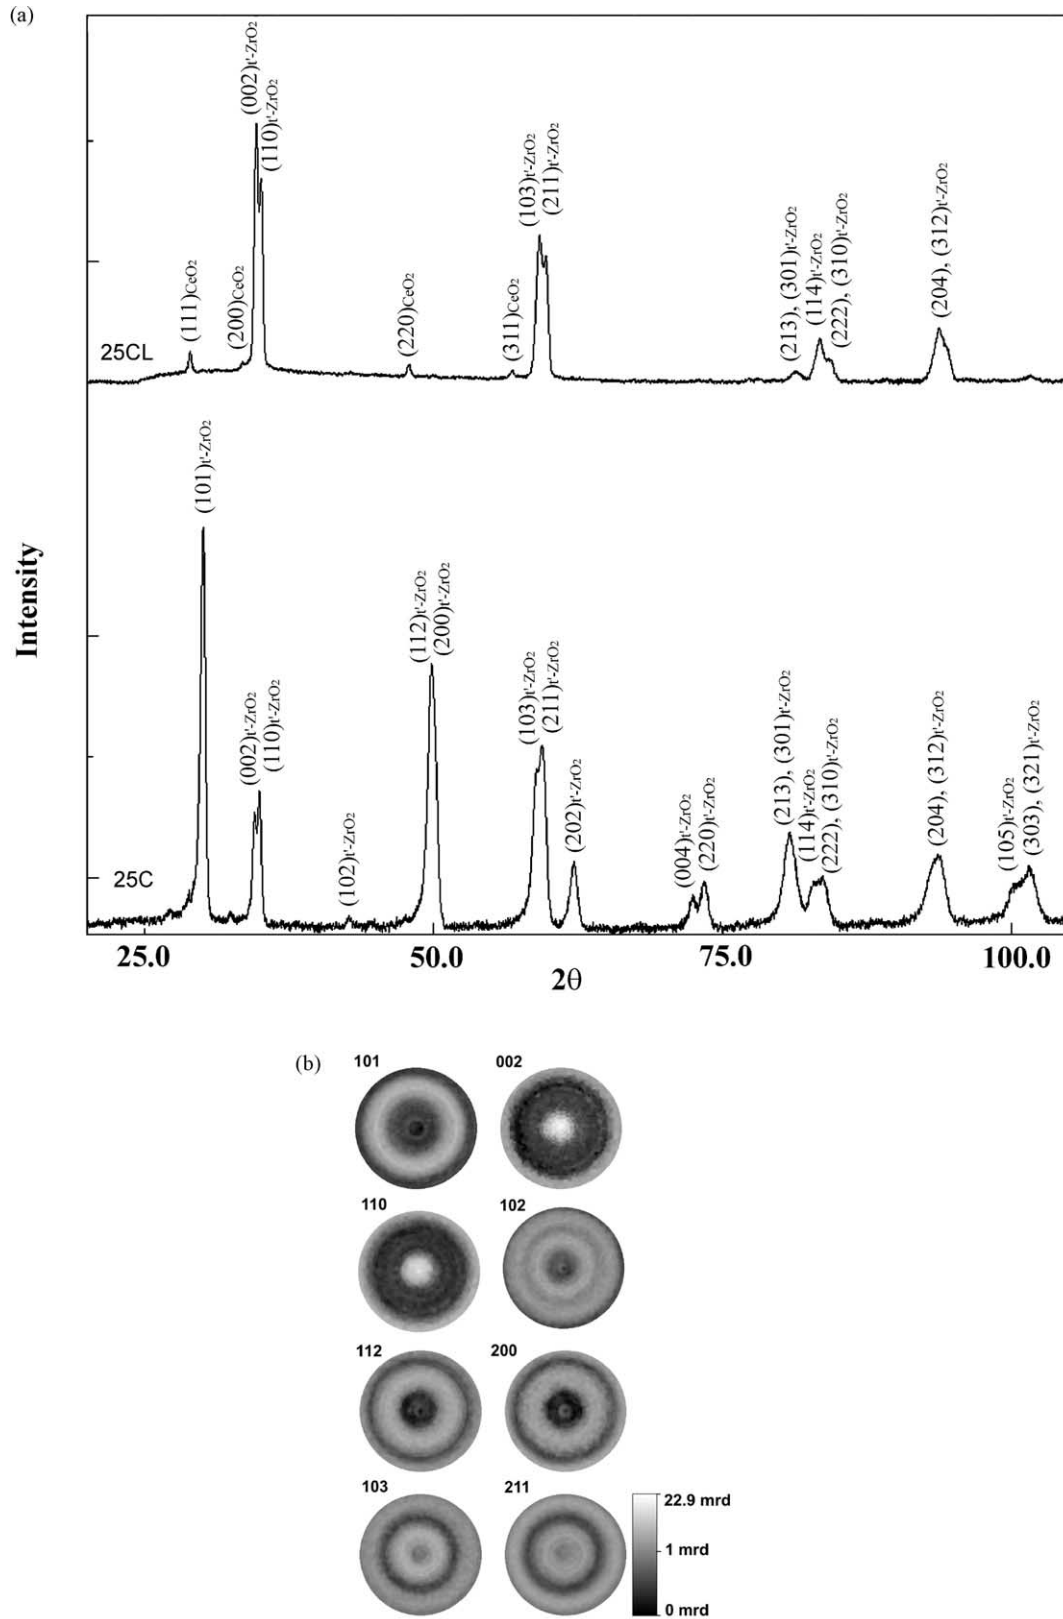 (a)
(002)t'-ZrO2
(110)t'-ZrO2
(103)t'-ZrO2
(211)t'-ZrO2
(213), (301)t'-ZrO2
(114)t'-ZrO2
(222), (310)t'-ZrO2
(204), (312)t'-ZrO2
(111)CeO2
(200)CeO2
(220)CeO2
(311)CeO2
25CL
(101)t'-ZrO2
(002)t'-ZrO2
(110)t'-ZrO2
(102)t'-ZrO2
(112)t'-ZrO2
(200)t'-ZrO2
(103)t'-ZrO2
(211)t'-ZrO2
(202)t'-ZrO2
(004)t'-ZrO2
(220)t'-ZrO2
(213), (301)t'-ZrO2
(114)t'-ZrO2
(222), (310)t'-ZrO2
(204), (312)t'-ZrO2
(105)t'-ZrO2
(303), (321)t'-ZrO2
25C
Intensity
25.0 50.0 75.0 100.0
2θ
(b)
101 002
110 102
112 200
103 211
22.9 mrd
1 mrd
0 mrd